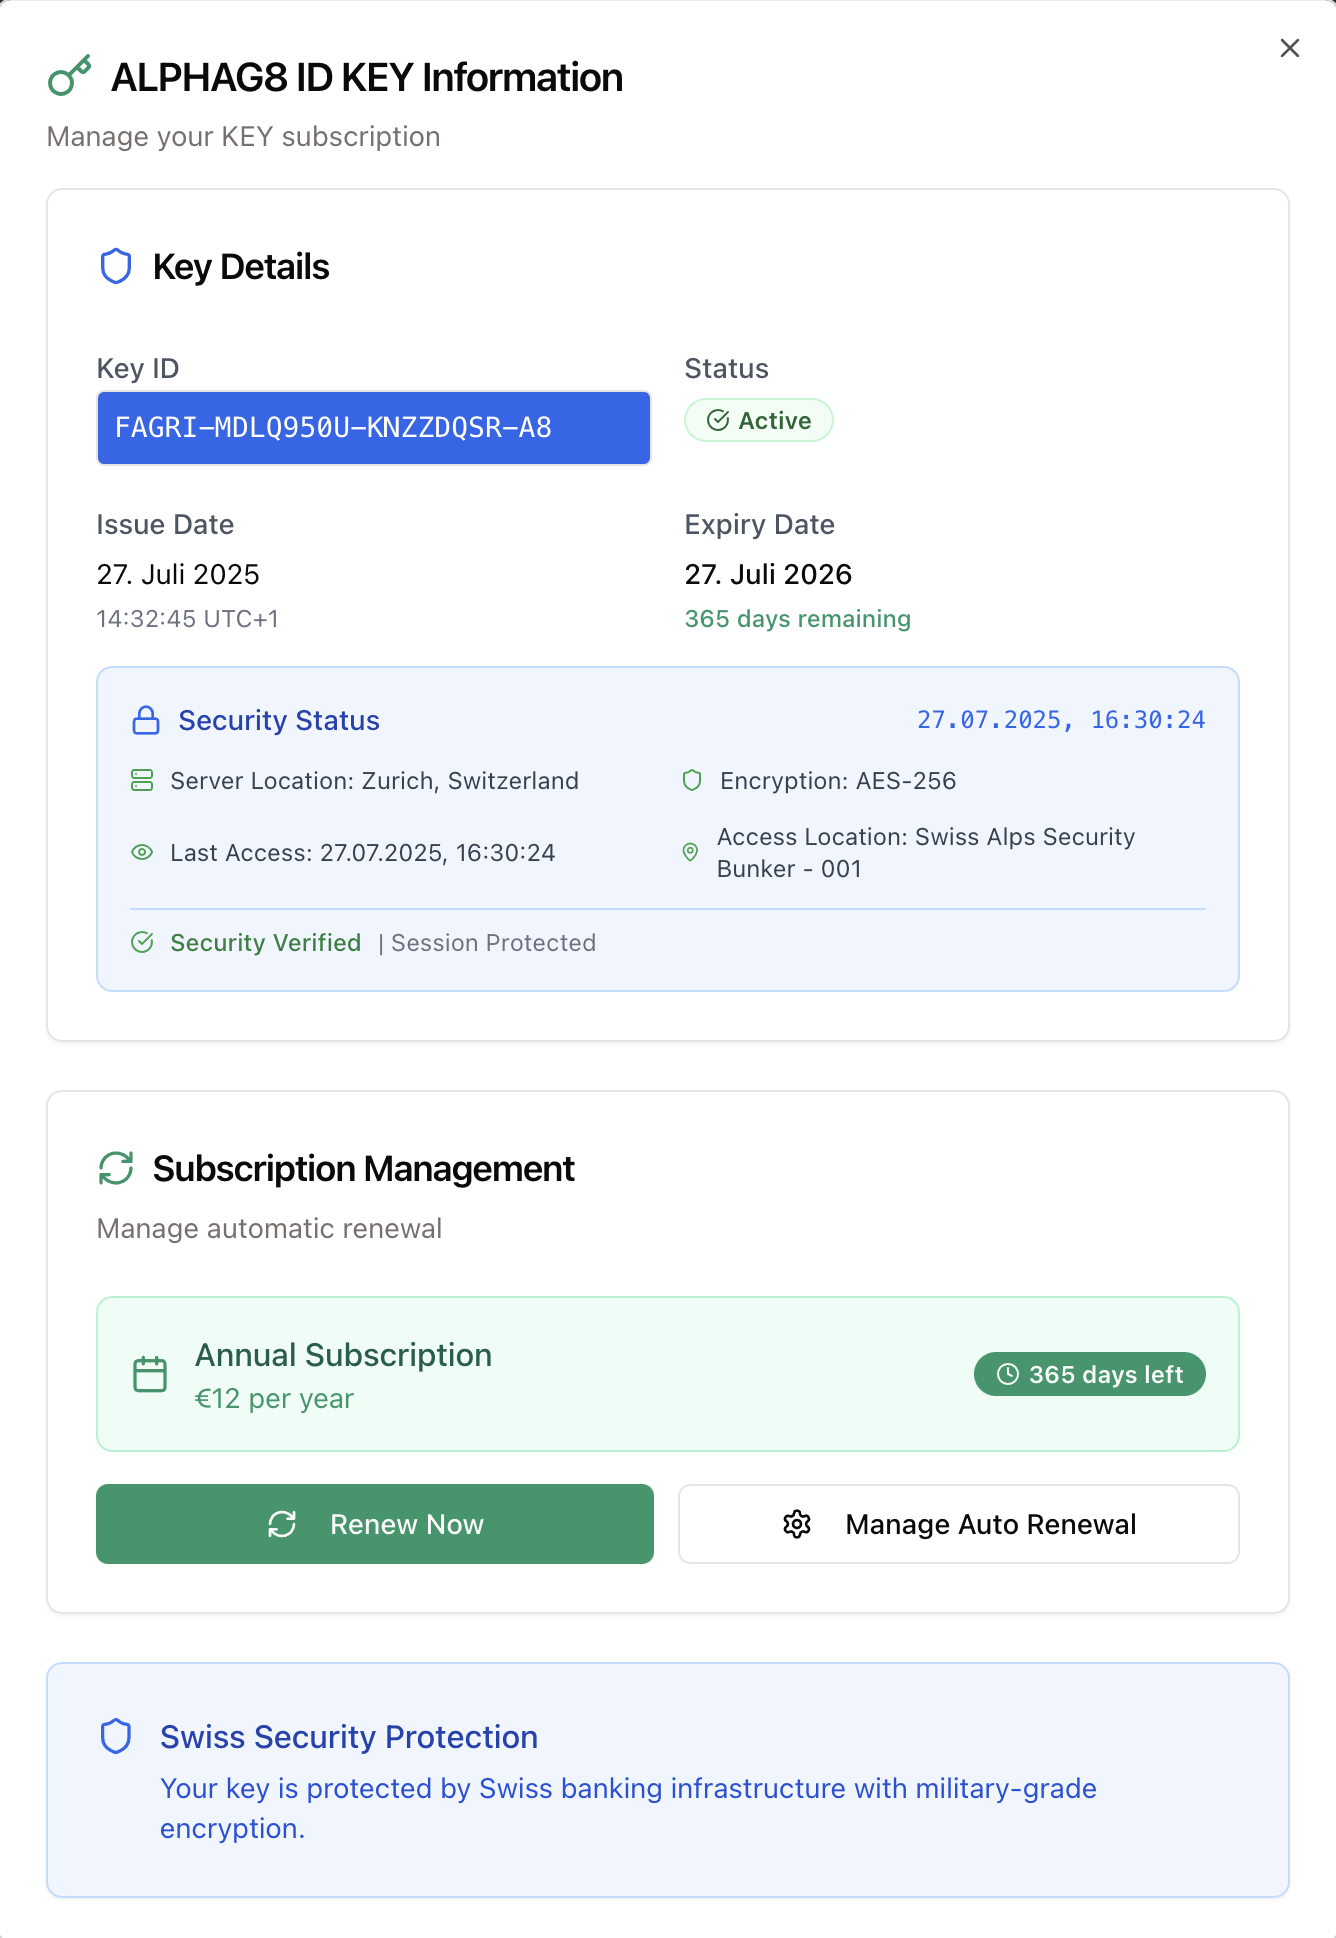 ALPHAG8 ID KEY Information
Manage your KEY subscription
Key Details
Key ID
Status
FAGRI-MDLQ950U-KNZZDQSR-A8
Active
Issue Date
Expiry Date
27. Juli 2025
27. Juli 2026
14:32:45 UTC+1
365 days remaining
Security Status
27.07.2025, 16:30:24
Server Location: Zurich, Switzerland
Encryption: AES-256
Last Access: 27.07.2025, 16:30:24
Access Location: Swiss Alps Security
Bunker - 001
Security Verified | Session Protected
Subscription Management
Manage automatic renewal
Annual Subscription
€12 per year
365 days left
Renew Now
Manage Auto Renewal
Swiss Security Protection
Your key is protected by Swiss banking infrastructure with military-grade
encryption.